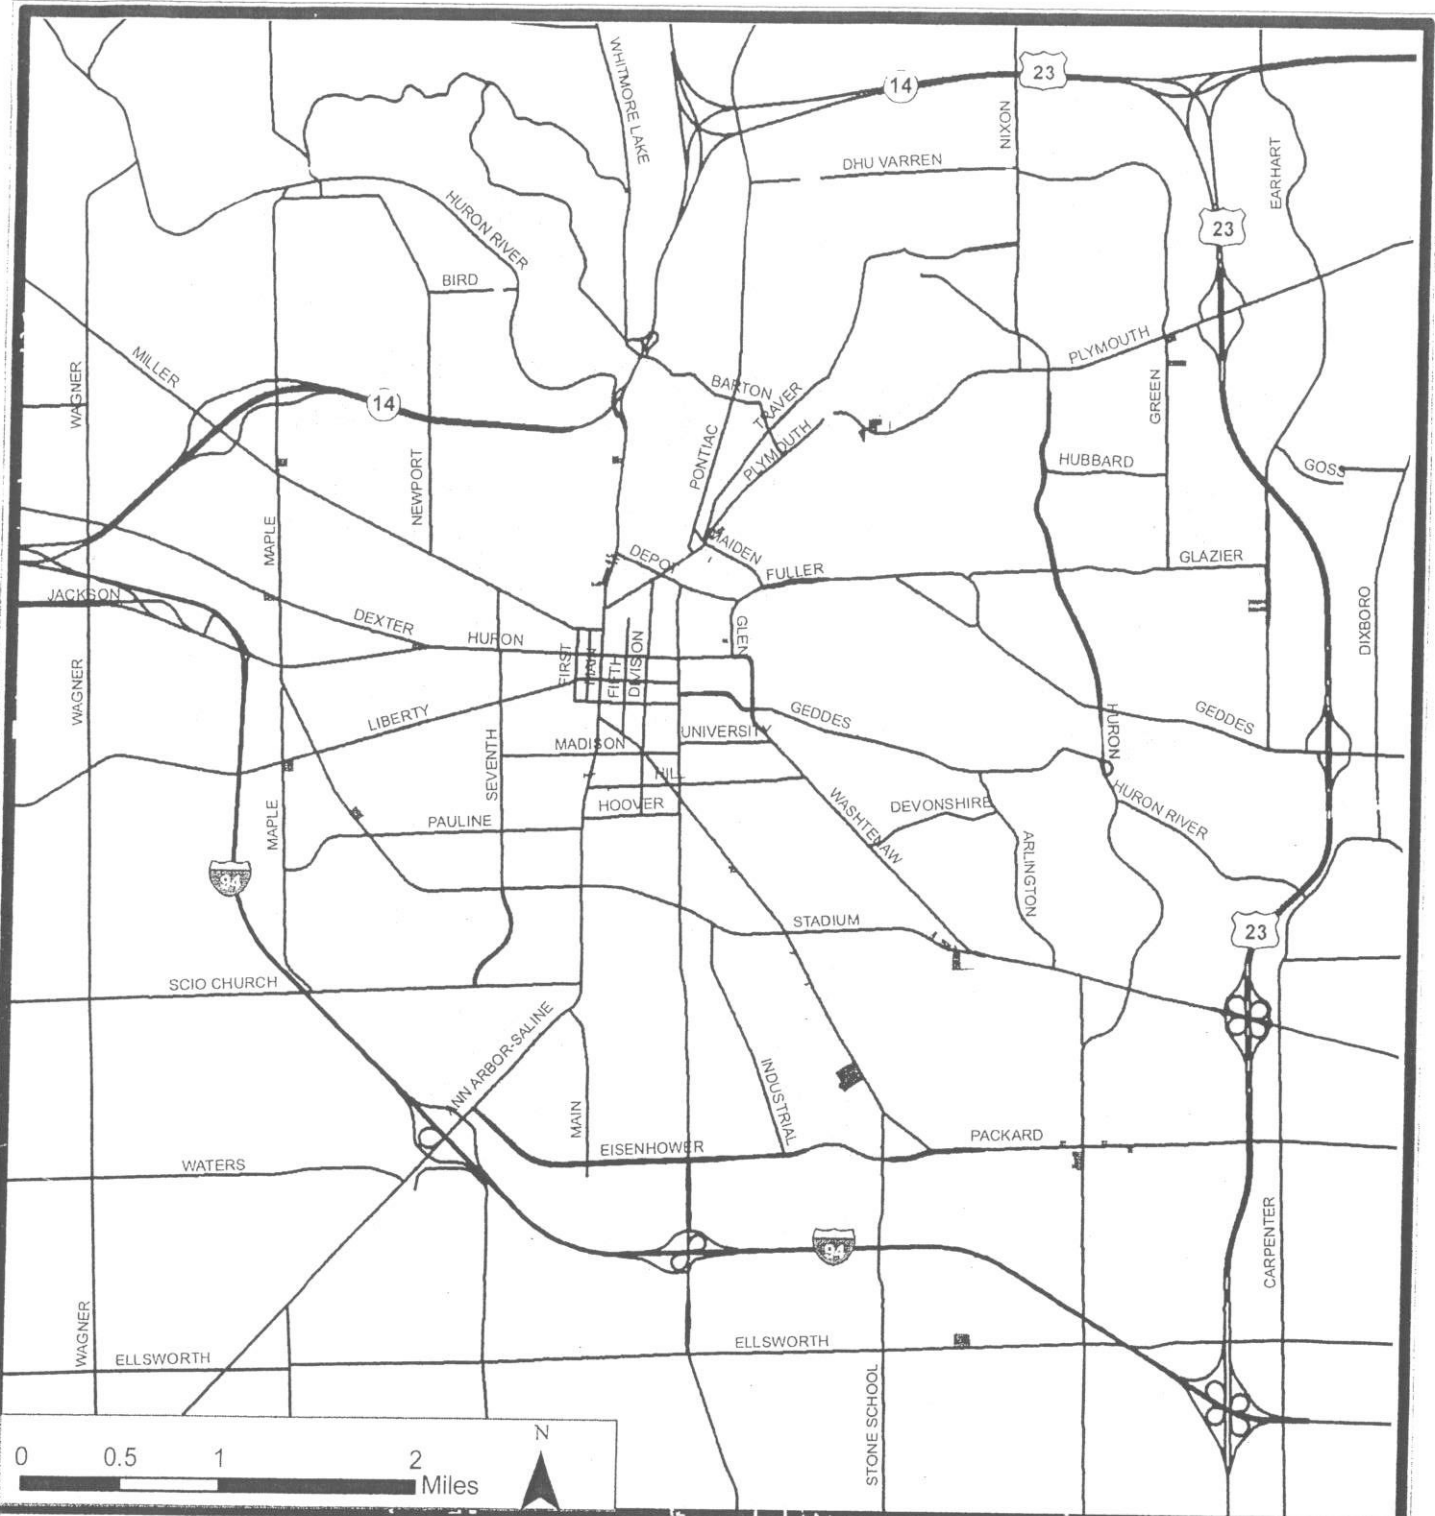 WHITMORE LAKE
14
23
NIXON
DHU VARREN
EARHART
23
HURON RIVER
BIRD
WAGNER
MILLER
14
PLYMOUTH
BARTON
TRAVER
GREEN
NEWPORT
PONTIAC
PLYMOUTH
HUBBARD
GOSS
MAPLE
DEPOT
MAIDEN
FULLER
GLAZIER
JACKSON
DEXTER
HURON
FIRST
MAIN
FIFTH
DIVISION
GLEN
DIXBORO
WAGNER
LIBERTY
GEDDES
GEDDES
HURON
UNIVERSITY
MADISON
SEVENTH
HILL
HOOVER
MAPLE
PAULINE
WASHTENAW
DEVONSHIRE
HURON RIVER
ARLINGTON
94
STADIUM
23
SCIO CHURCH
ANN ARBOR-SALINE
MAIN
INDUSTRIAL
EISENHOWER
PACKARD
WATERS
94
CARPENTER
WAGNER
ELLSWORTH
ELLSWORTH
STONE SCHOOL
0 0.5 1 2
Miles
N